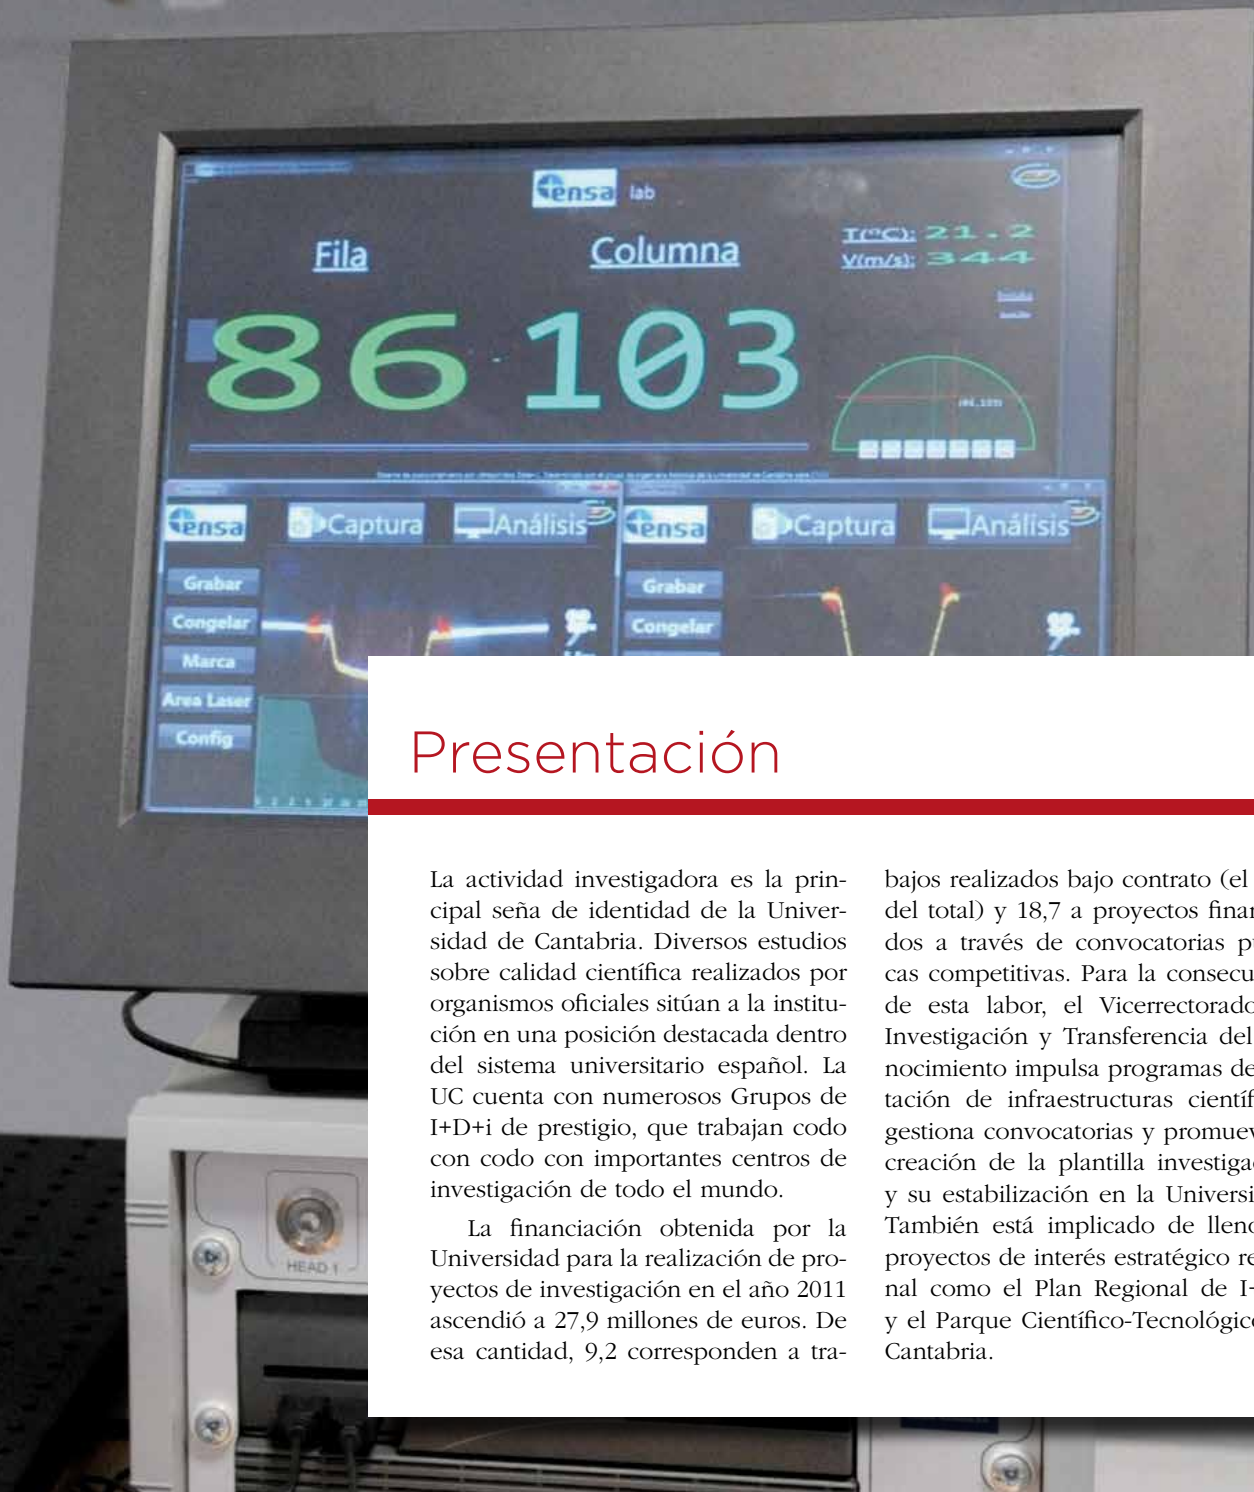 ensa lab
Fila
Columna
T(ºC): 21.2
V(m/s): 344
86 103
ensa
Captura
Análisis
Grabar
Congelar
Marca
Area Laser
Config
ensa
Captura
Análisis
Grabar
Congelar
HEAD 1
Presentación
La actividad investigadora es la prin-
cipal seña de identidad de la Univer-
sidad de Cantabria. Diversos estudios
sobre calidad científica realizados por
organismos oficiales sitúan a la institu-
ción en una posición destacada dentro
del sistema universitario español. La
UC cuenta con numerosos Grupos de
I+D+i de prestigio, que trabajan codo
con codo con importantes centros de
investigación de todo el mundo.
La financiación obtenida por la
Universidad para la realización de pro-
yectos de investigación en el año 2011
ascendió a 27,9 millones de euros. De
esa cantidad, 9,2 corresponden a tra-
bajos realizados bajo contrato (el
del total) y 18,7 a proyectos finan
dos a través de convocatorias pú
cas competitivas. Para la consecu
de esta labor, el Vicerrectorado
Investigación y Transferencia del
nocimiento impulsa programas de
tación de infraestructuras científ
gestiona convocatorias y promuev
creación de la plantilla investiga
y su estabilización en la Universi
También está implicado de lleno
proyectos de interés estratégico re
nal como el Plan Regional de I+
y el Parque Científico-Tecnológico
Cantabria.